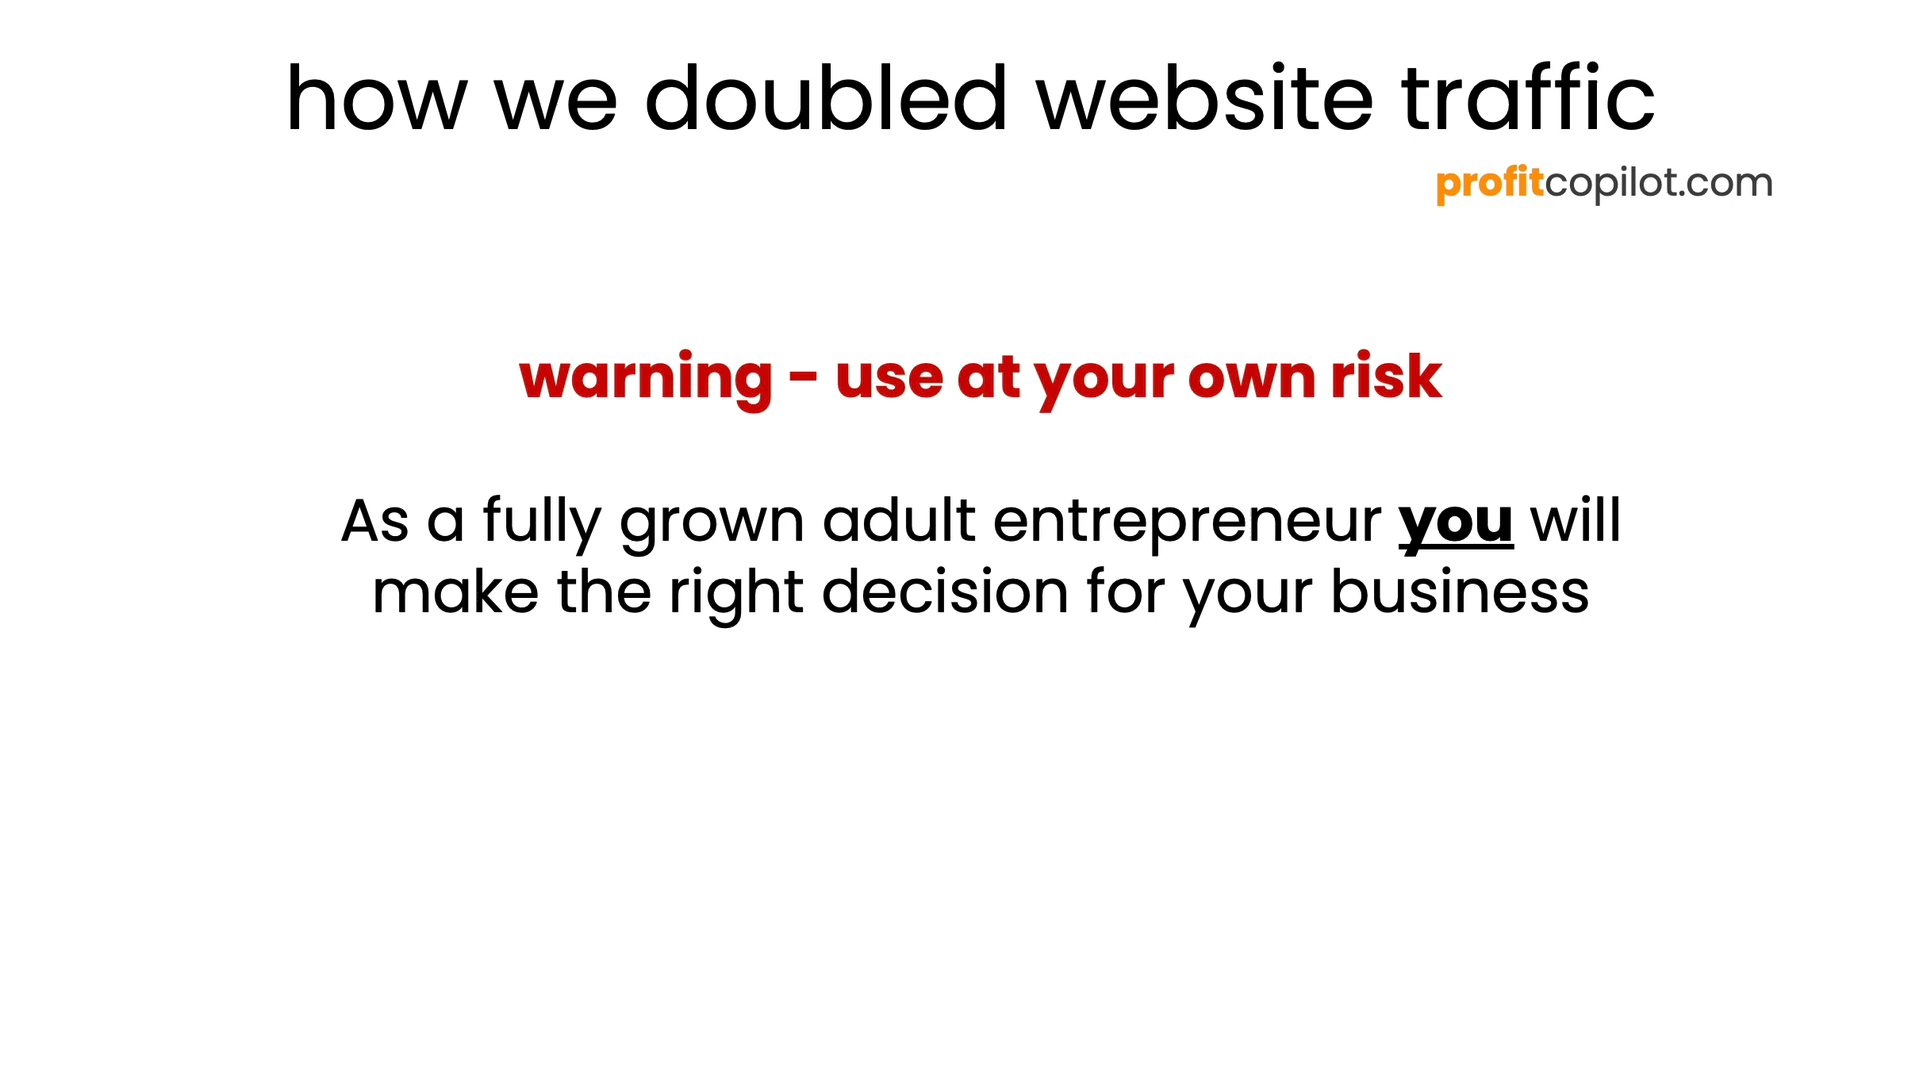 how we doubled website traffic
profitcopilot.com
warning - use at your own risk
As a fully grown adult entrepreneur you will
make the right decision for your business